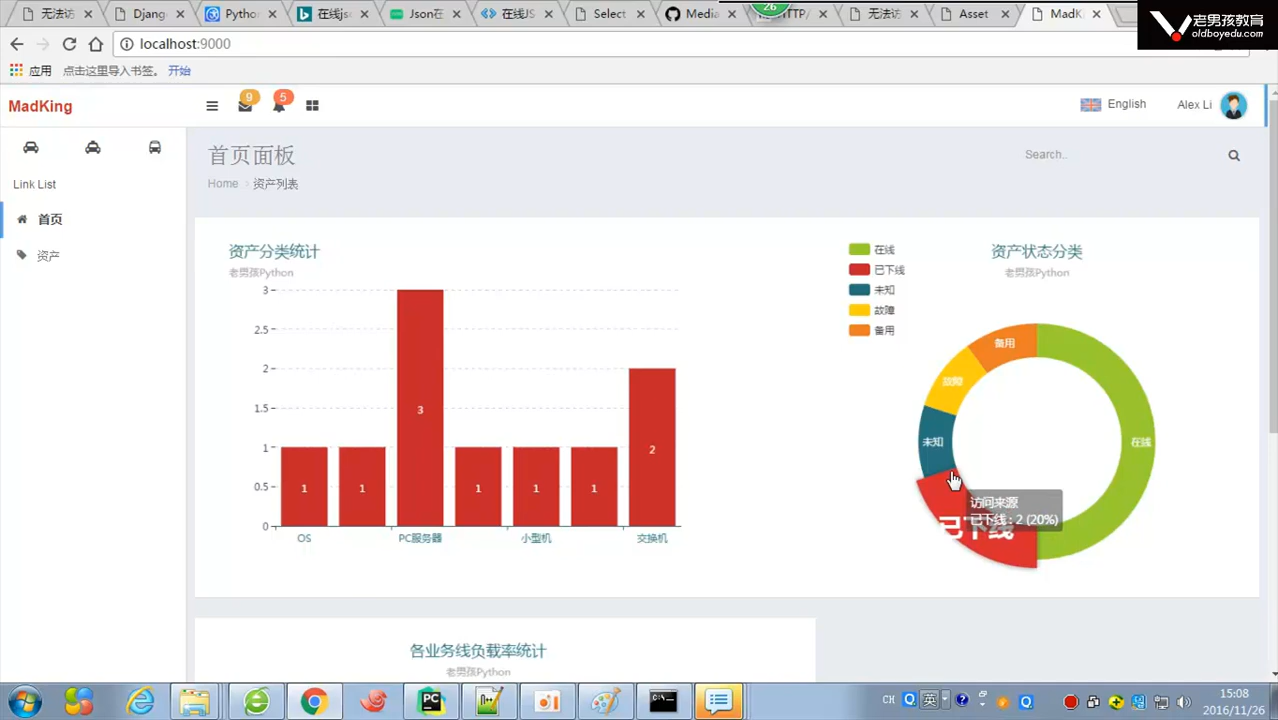 无法访
Djang
Python
在线js
Json在
在线JS
Select
Media
HTTP/
无法访
Asset
MadK
26
老男孩教育
oldboyedu.com
localhost:9000
应用 点击这里导入书签。 开始
MadKing
9
5
English
Alex Li
首页面板
Search..
Home > 资产列表
Link List
首页
资产
资产分类统计
老男孩Python
3
2.5
2
1.5
1
0.5
0
1
1
3
1
1
1
2
OS
PC服务器
小型机
交换机
在线
已下线
未知
故障
备用
资产状态分类
老男孩Python
备用
故障
未知
在线
已下线
访问来源
已下线 : 2 (20%)
各业务线负载率统计
老男孩Python
CH
英
15:08
2016/11/26